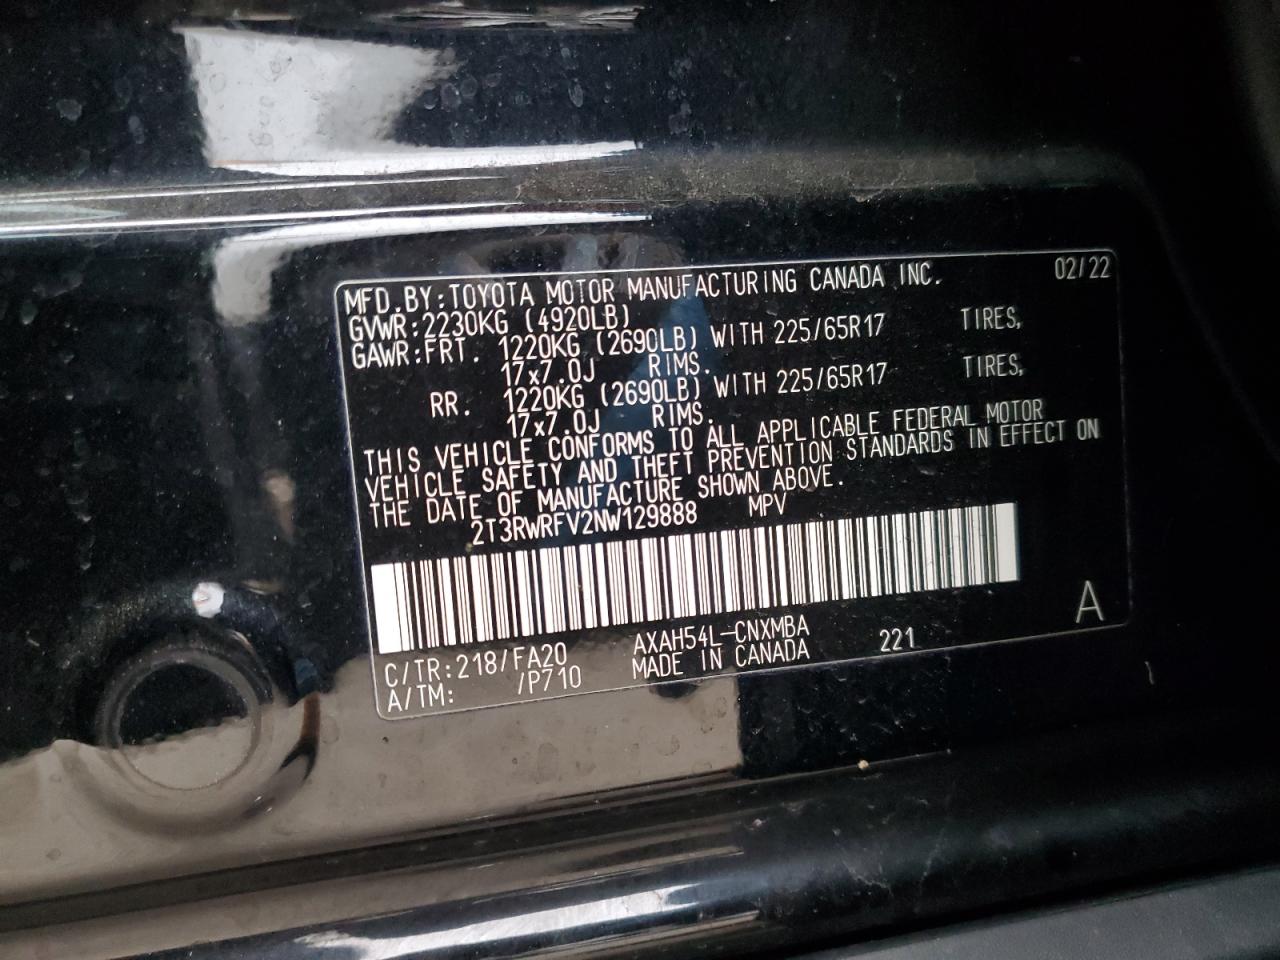 MFD.BY:TOYOTA MOTOR MANUFACTURING CANADA INC. 02/22
GVWR:2230KG (4920LB)
GAWR:FRT. 1220KG (2690LB) WITH 225/65R17 TIRES,
17x7.0J RIMS.
RR. 1220KG (2690LB) WITH 225/65R17 TIRES,
17x7.0J RIMS.
THIS VEHICLE CONFORMS TO ALL APPLICABLE FEDERAL MOTOR
VEHICLE SAFETY AND THEFT PREVENTION STANDARDS IN EFFECT ON
THE DATE OF MANUFACTURE SHOWN ABOVE.
2T3RWRFV2NW129888 MPV
C/TR:218/FA20 AXAH54L-CNXMBA 221 A
A/TM: /P710 MADE IN CANADA